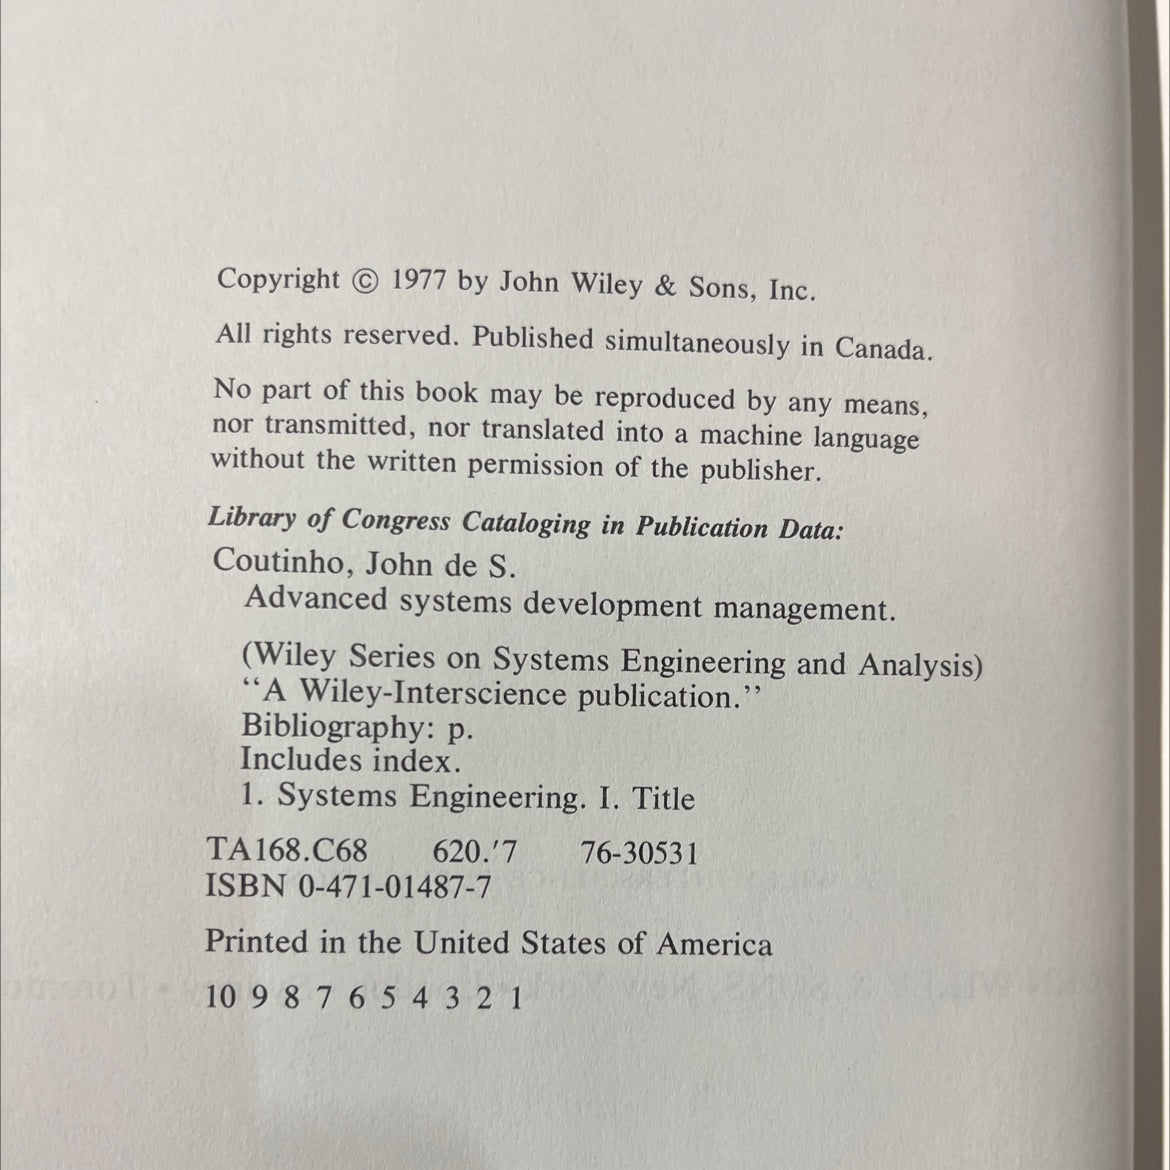 Copyright © 1977 by John Wiley & Sons, Inc.
All rights reserved. Published simultaneously in Canada.
No part of this book may be reproduced by any means,
nor transmitted, nor translated into a machine language
without the written permission of the publisher.
Library of Congress Cataloging in Publication Data:
Coutinho, John de S.
Advanced systems development management.
(Wiley Series on Systems Engineering and Analysis)
‘‘A Wiley-Interscience publication.’’
Bibliography: p.
Includes index.
1. Systems Engineering. I. Title
TA168.C68 620.′7 76-30531
ISBN 0-471-01487-7
Printed in the United States of America
10 9 8 7 6 5 4 3 2 1